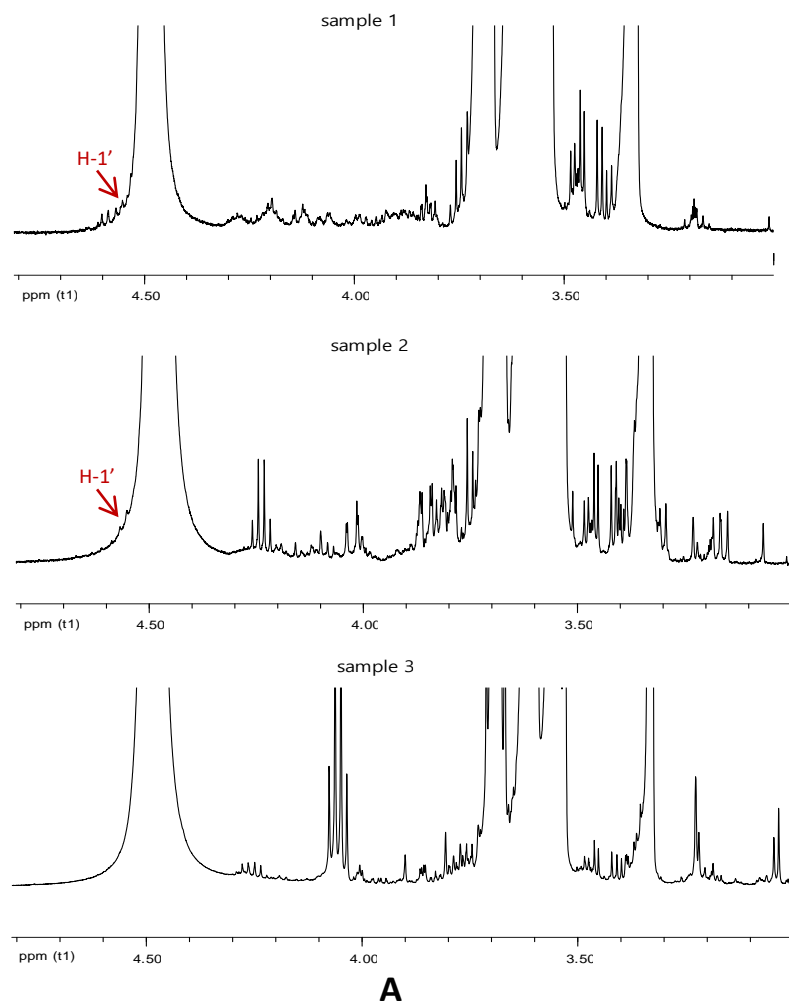 sample 1
H-1'
4.50 4.00 3.50
ppm (t1)
sample 2
H-1'
4.50 4.00 3.50
ppm (t1)
sample 3
4.50 4.00 3.50
ppm (t1)
A